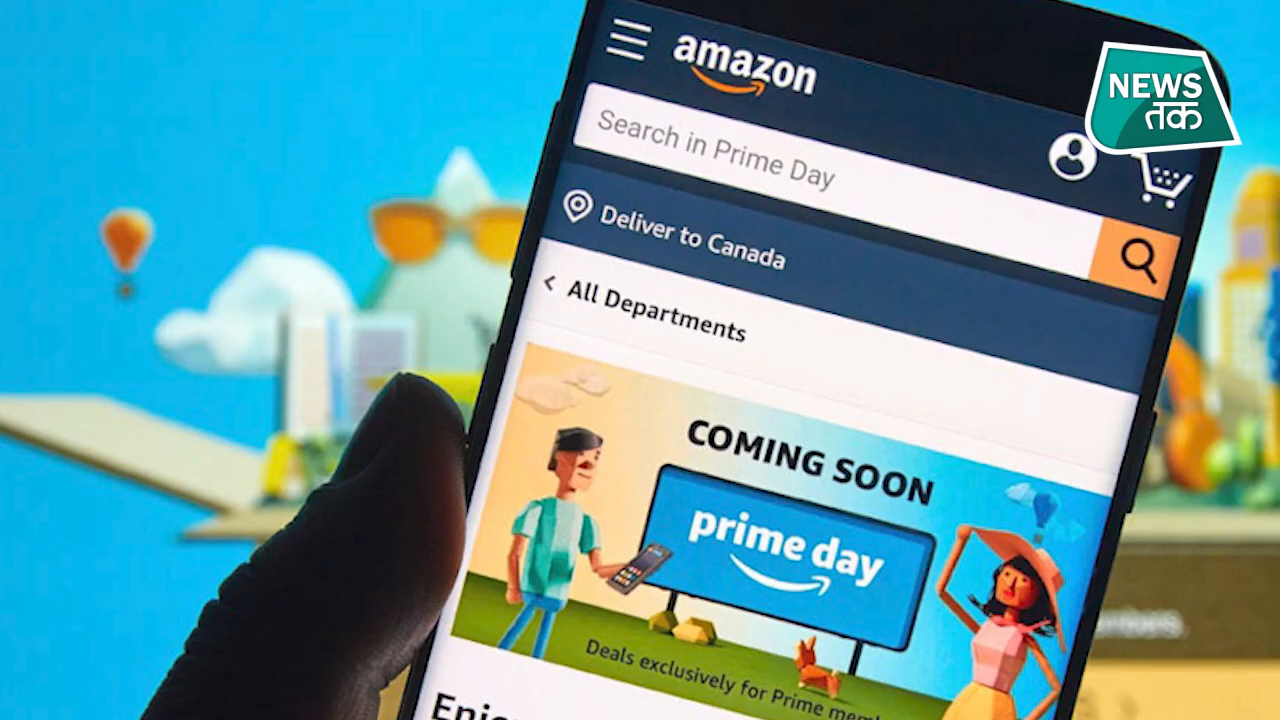 amazon
NEWS
तक
Search in Prime Day
Deliver to Canada
All Departments
COMING SOON
prime day
Deals exclusively for Prime